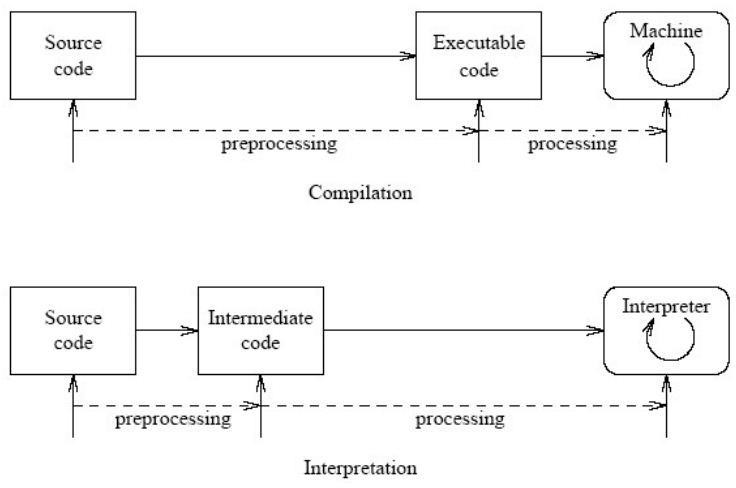 Source
code
Executable
code
Machine
preprocessing
processing
Compilation
Source
code
Intermediate
code
Interpreter
preprocessing
processing
Interpretation